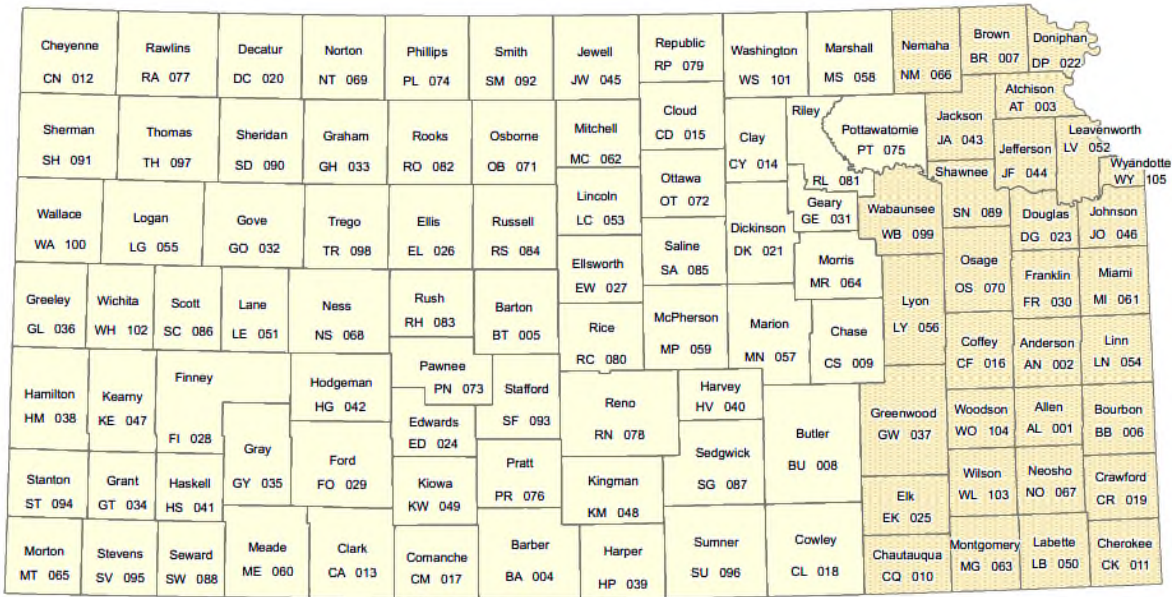 Cheyenne
CN 012
Rawlins
RA 077
Decatur
DC 020
Norton
NT 069
Phillips
PL 074
Smith
SM 092
Jewell
JW 045
Republic
RP 079
Washington
WS 101
Marshall
MS 058
Nemaha
NM 066
Brown
BR 007
Doniphan
DP 022
Atchison
AT 003
Sherman
SH 091
Thomas
TH 097
Sheridan
SD 090
Graham
GH 033
Rooks
RO 082
Osborne
OB 071
Mitchell
MC 062
Cloud
CD 015
Clay
CY 014
Riley
RL 081
Pottawatomie
PT 075
Jackson
JA 043
Jefferson
JF 044
Leavenworth
LV 052
Wyandotte
WY 105
Shawnee
SN 089
Lincoln
LC 053
Ottawa
OT 072
Geary
GE 031
Wallace
WA 100
Logan
LG 055
Gove
GO 032
Trego
TR 098
Ellis
EL 026
Russell
RS 084
Ellsworth
EW 027
Saline
SA 085
Dickinson
DK 021
Morris
MR 064
Wabaunsee
WB 099
Osage
OS 070
Douglas
DG 023
Johnson
JO 046
Greeley
GL 036
Wichita
WH 102
Scott
SC 086
Lane
LE 051
Ness
NS 068
Rush
RH 083
Barton
BT 005
Rice
RC 080
McPherson
MP 059
Marion
MN 057
Chase
CS 009
Lyon
LY 056
Coffey
CF 016
Franklin
FR 030
Miami
MI 061
Anderson
AN 002
Linn
LN 054
Hamilton
HM 038
Kearny
KE 047
Finney
FI 028
Hodgeman
HG 042
Pawnee
PN 073
Stafford
SF 093
Edwards
ED 024
Reno
RN 078
Harvey
HV 040
Butler
BU 008
Greenwood
GW 037
Woodson
WO 104
Allen
AL 001
Bourbon
BB 006
Stanton
ST 094
Grant
GT 034
Haskell
HS 041
Gray
GY 035
Ford
FO 029
Kiowa
KW 049
Pratt
PR 076
Kingman
KM 048
Sedgwick
SG 087
Elk
EK 025
Wilson
WL 103
Neosho
NO 067
Crawford
CR 019
Morton
MT 065
Stevens
SV 095
Seward
SW 088
Meade
ME 060
Clark
CA 013
Comanche
CM 017
Barber
BA 004
Harper
HP 039
Sumner
SU 096
Cowley
CL 018
Chautauqua
CQ 010
Montgomery
MG 063
Labette
LB 050
Cherokee
CK 011